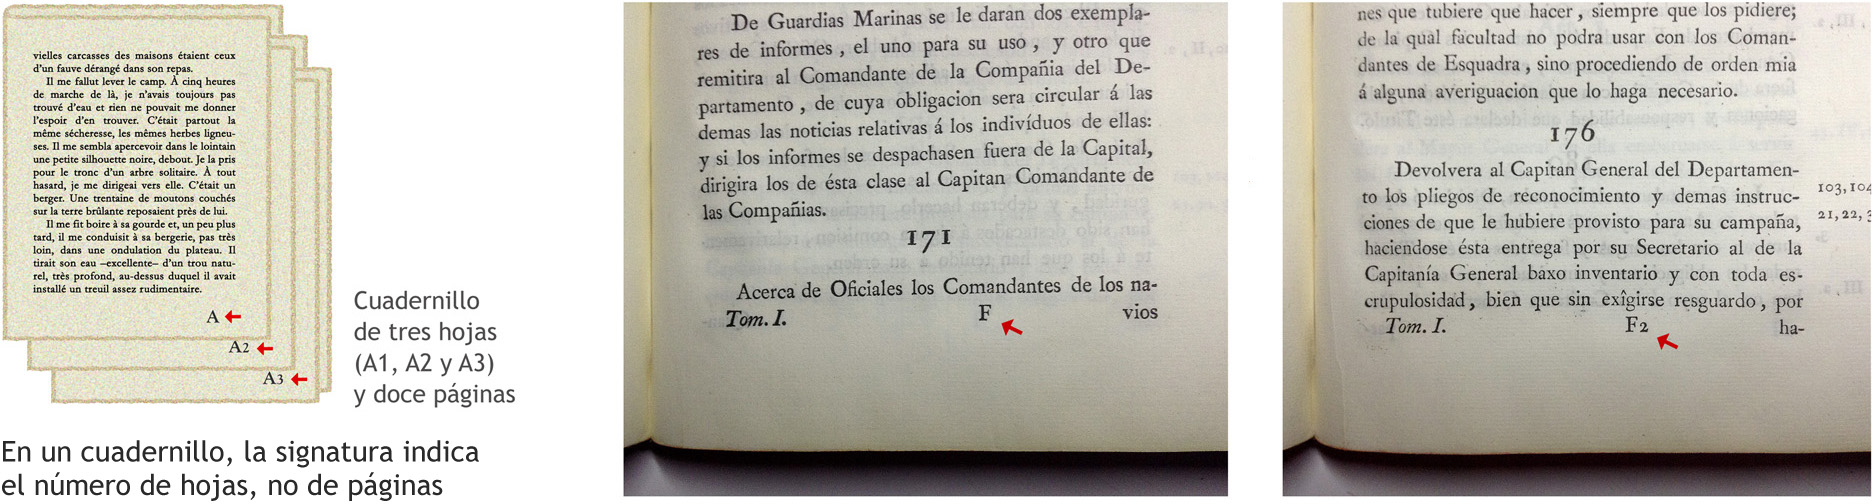 vielles carcasses des maisons étaient ceux
d'un fauve dérangé dans son repas.
Il me fallut lever le camp. À cinq heures
de marche de là, je n'avais toujours pas
trouvé d'eau et rien ne pouvait me donner
l'espoir d'en trouver. C'était partout la
même sécheresse, les mêmes herbes ligneu-
ses. Il me sembla apercevoir dans le lointain
une petite silhouette noire, debout. Je la pris
pour le tronc d'un arbre solitaire. À tout
hasard, je me dirigeai vers elle. C'était un
berger. Une trentaine de moutons couchés
sur la terre brûlante reposaient près de lui.
Il me fit boire à sa gourde et, un peu plus
tard, il me conduisit à sa bergerie, pas très
loin, dans une ondulation du plateau. Il
tirait son eau –excellente– d'un trou natu-
rel, très profond, au-dessus duquel il avait
installé un treuil assez rudimentaire.
A
A2
A3
Cuadernillo
de tres hojas
(A1, A2 y A3)
y doce páginas
En un cuadernillo, la signatura indica
el número de hojas, no de páginas
De Guardias Marinas se le daran dos exempla-
res de informes, el uno para su uso, y otro que
remitira al Comandante de la Compañia del De-
partamento, de cuya obligacion sera circular á las
demas las noticias relativas á los indivíduos de ellas:
y si los informes se despachasen fuera de la Capital,
dirigira los de ésta clase al Capitan Comandante de
las Compañias.
171
Acerca de Oficiales los Comandantes de los na-
Tom. I. F vios
nes que tubiere que hacer, siempre que los pidiere;
de la qual facultad no podra usar con los Coman-
dantes de Esquadra, sino procediendo de orden mia
á alguna averiguacion que lo haga necesario.
176
Devolvera al Capitan General del Departamen-
to los pliegos de reconocimiento y demas instruc-
ciones de que le hubiere provisto para su campaña,
haciendose ésta entrega por su Secretario al de la
Capitanía General baxo inventario y con toda es-
crupulosidad, bien que sin exîgirse resguardo, por
Tom. I. F2 ha-
103, 104
21, 22, 3